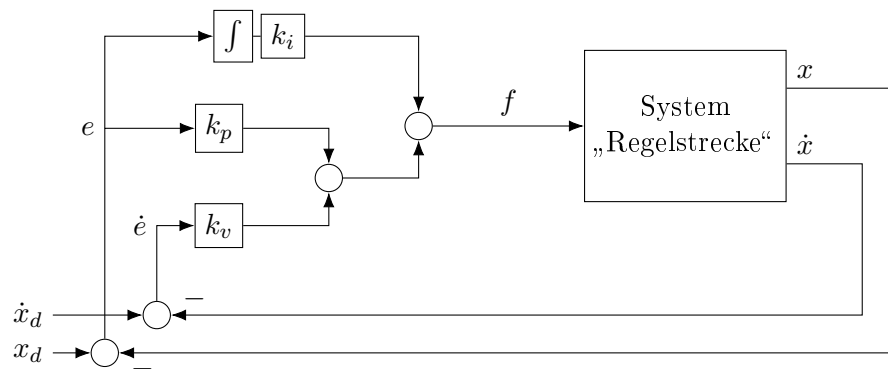 ∫ k_i
x
f
System
„Regelstrecke“
e
k_p
ẋ
ė
k_v
−
ẋ_d
x_d
−